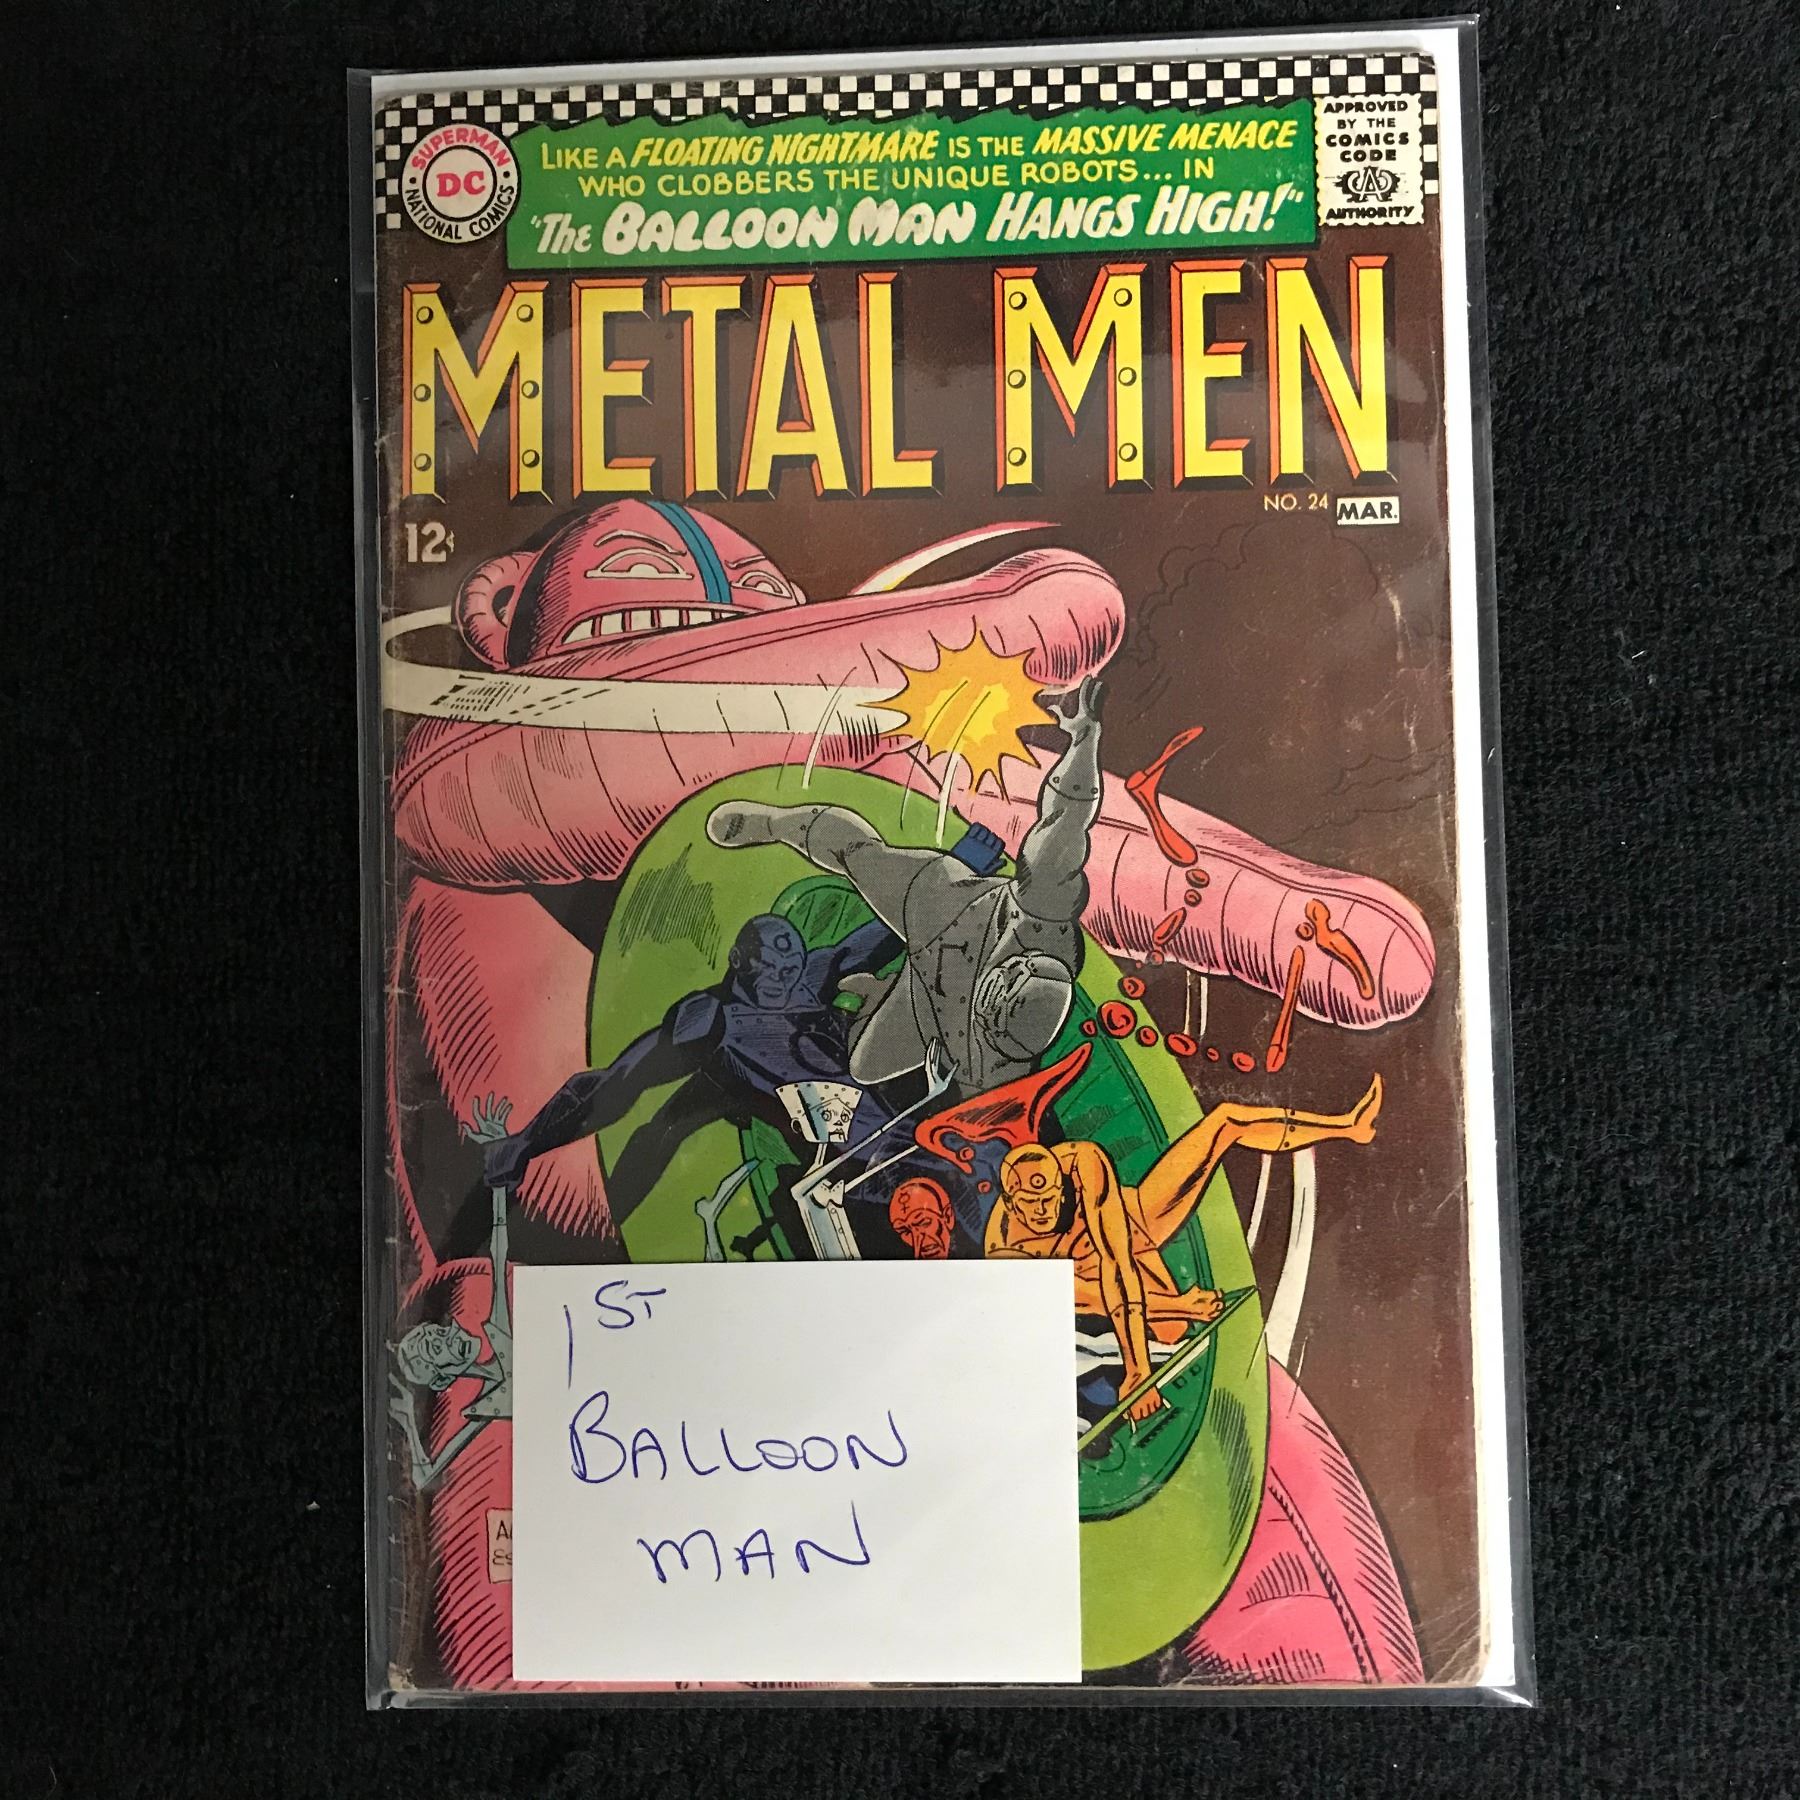 LIKE A FLOATING NIGHTMARE IS THE MASSIVE MENACE
WHO CLOBBERS THE UNIQUE ROBOTS... IN
"The BALLOON MAN HANGS HIGH!"
SUPERMAN
DC
NATIONAL COMICS
APPROVED
BY THE
COMICS
CODE
CA
AUTHORITY
METAL MEN
NO. 24 MAR.
12¢
1ST
BALLOON
MAN